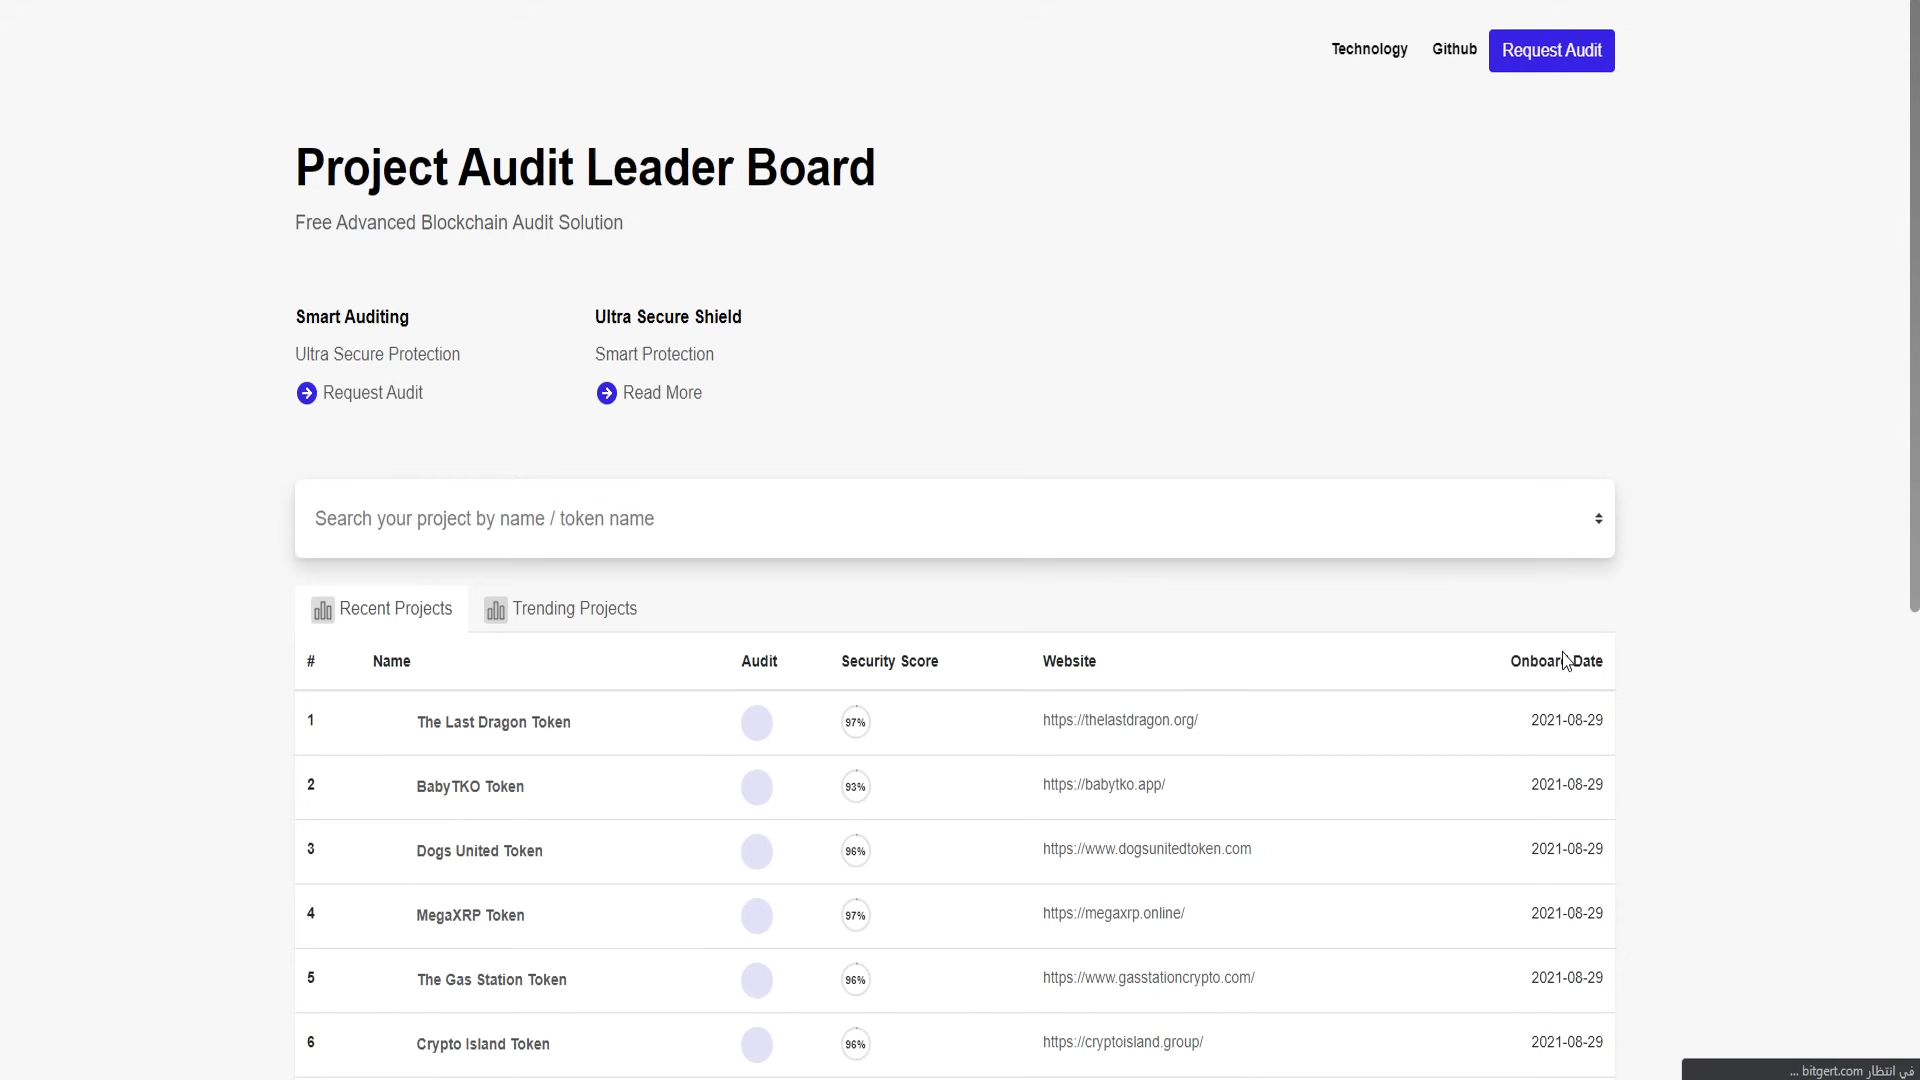 Technology Github Request Audit
Project Audit Leader Board
Free Advanced Blockchain Audit Solution
Smart Auditing Ultra Secure Shield
Ultra Secure Protection Smart Protection
Request Audit Read More
Search your project by name / token name
Recent Projects Trending Projects
# Name Audit Security Score Website Onboard Date
1 The Last Dragon Token 97% https://thelastdragon.org/ 2021-08-29
2 BabyTKO Token 93% https://babytko.app/ 2021-08-29
3 Dogs United Token 96% https://www.dogsunitedtoken.com 2021-08-29
4 MegaXRP Token 97% https://megaxrp.online/ 2021-08-29
5 The Gas Station Token 96% https://www.gasstationcrypto.com/ 2021-08-29
6 Crypto Island Token 96% https://cryptoisland.group/ 2021-08-29
في انتظار bitgert.com ...